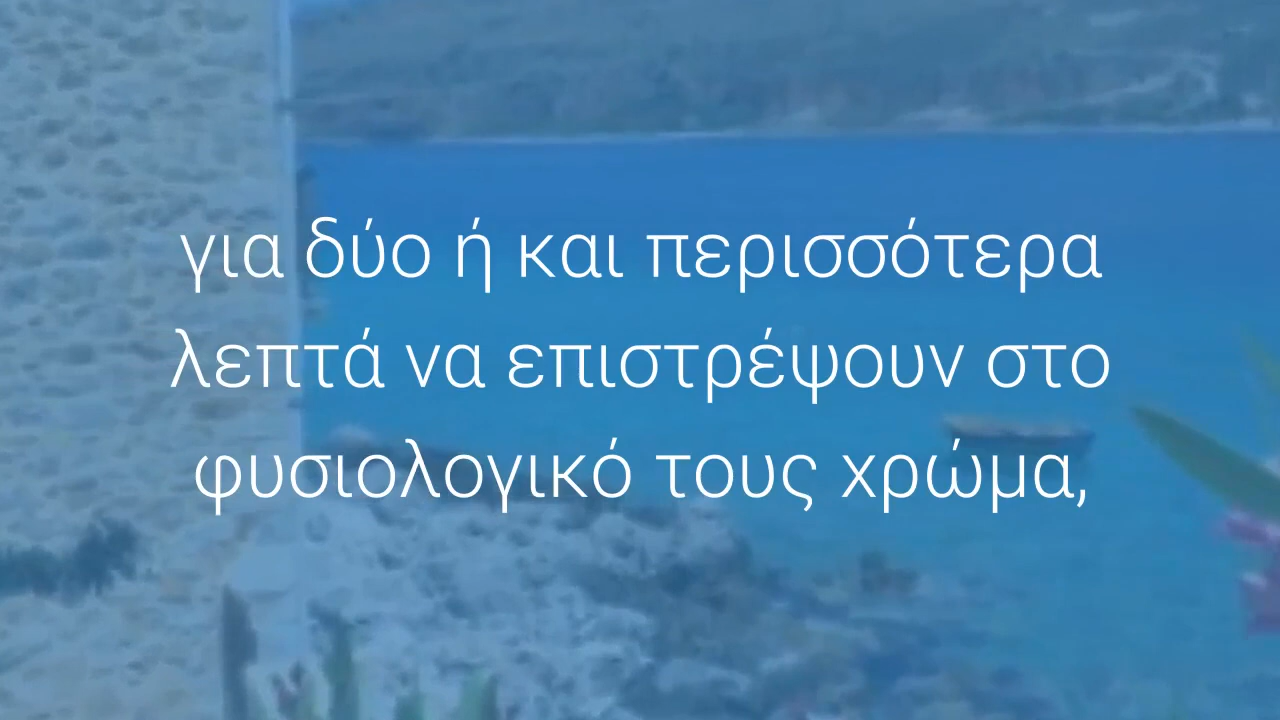 για δύο ή και περισσότερα
λεπτά να επιστρέψουν στο
φυσιολογικό τους χρώμα,